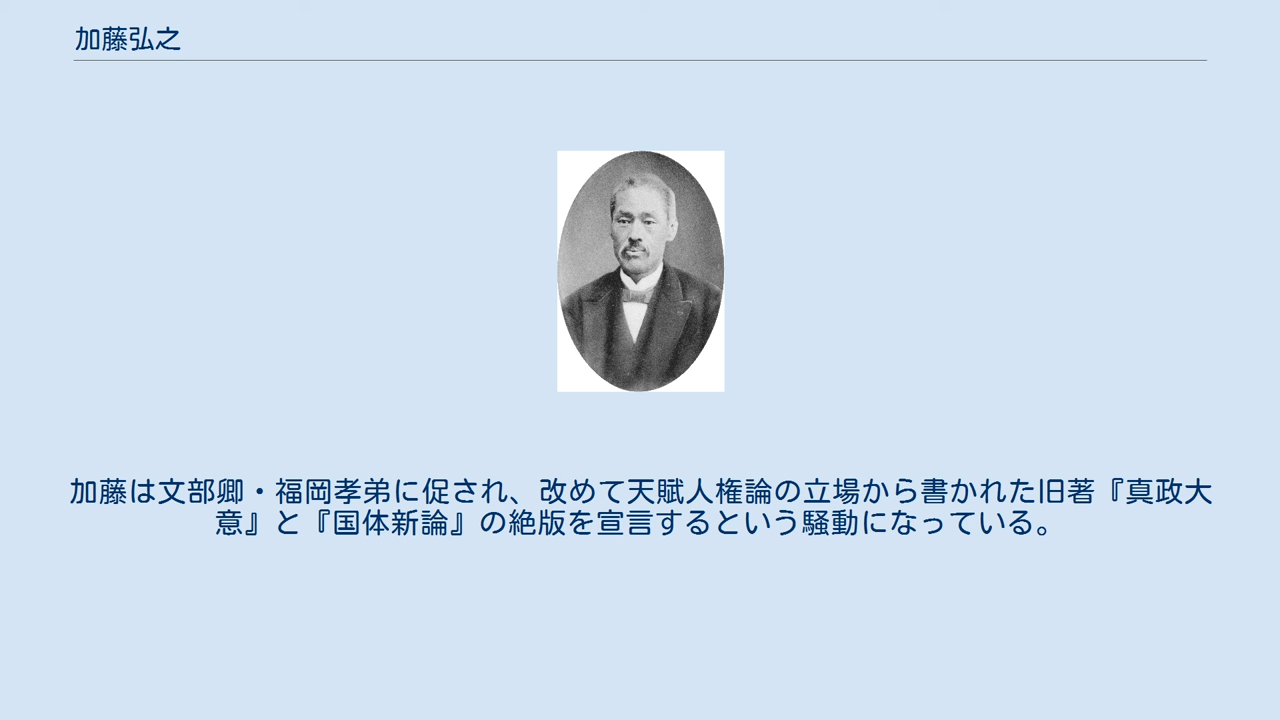 加藤弘之
加藤は文部卿・福岡孝弟に促され、改めて天賦人権論の立場から書かれた旧著『真政大
意』と『国体新論』の絶版を宣言するという騒動になっている。